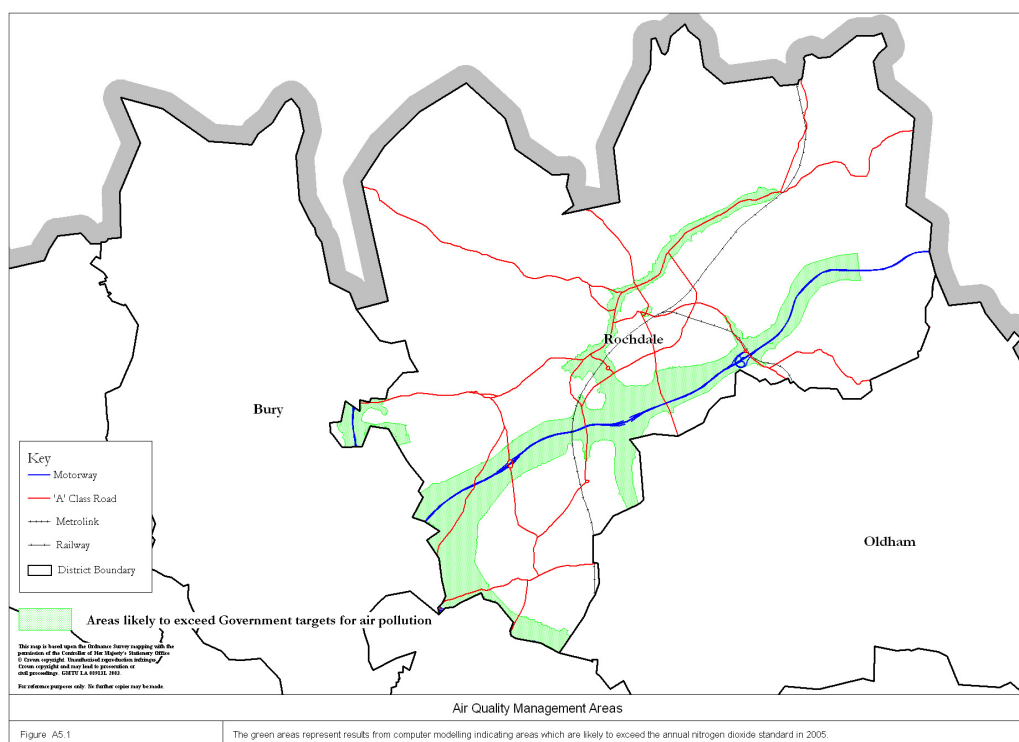 Rochdale
Bury
Oldham
Key
Motorway
'A' Class Road
Metrolink
Railway
District Boundary
Areas likely to exceed Government targets for air pollution
This map is based upon the Ordnance Survey mapping with the
permission of the Controller of Her Majesty's Stationery Office
© Crown copyright. Unauthorised reproduction infringes
Crown copyright and may lead to prosecution or
civil proceedings. GMTU LA 2003.
For reference purposes only. No further copies may be made.
Air Quality Management Areas
Figure A5.1
The green areas represent results from computer modelling indicating areas which are likely to exceed the annual nitrogen dioxide standard in 2005.